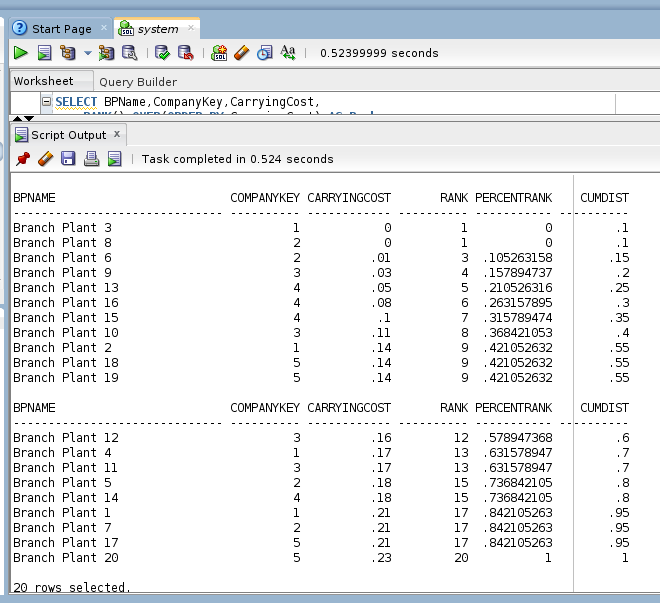 Start Page × system ×
SQL 0.52399999 seconds
Worksheet Query Builder
SELECT BPName,CompanyKey,CarryingCost,
Script Output x
Task completed in 0.524 seconds
BPNAME COMPANYKEY CARRYINGCOST RANK PERCENTRANK CUMDIST
------------------------------ ---------- ------------ ---------- ----------- ----------
Branch Plant 3 1 0 1 0 .1
Branch Plant 8 2 0 1 0 .1
Branch Plant 6 2 .01 3 .105263158 .15
Branch Plant 9 3 .03 4 .157894737 .2
Branch Plant 13 4 .05 5 .210526316 .25
Branch Plant 16 4 .08 6 .263157895 .3
Branch Plant 15 4 .1 7 .315789474 .35
Branch Plant 10 3 .11 8 .368421053 .4
Branch Plant 2 1 .14 9 .421052632 .55
Branch Plant 18 5 .14 9 .421052632 .55
Branch Plant 19 5 .14 9 .421052632 .55
BPNAME COMPANYKEY CARRYINGCOST RANK PERCENTRANK CUMDIST
------------------------------ ---------- ------------ ---------- ----------- ----------
Branch Plant 12 3 .16 12 .578947368 .6
Branch Plant 4 1 .17 13 .631578947 .7
Branch Plant 11 3 .17 13 .631578947 .7
Branch Plant 5 2 .18 15 .736842105 .8
Branch Plant 14 4 .18 15 .736842105 .8
Branch Plant 1 1 .21 17 .842105263 .95
Branch Plant 7 2 .21 17 .842105263 .95
Branch Plant 17 5 .21 17 .842105263 .95
Branch Plant 20 5 .23 20 1 1
20 rows selected.